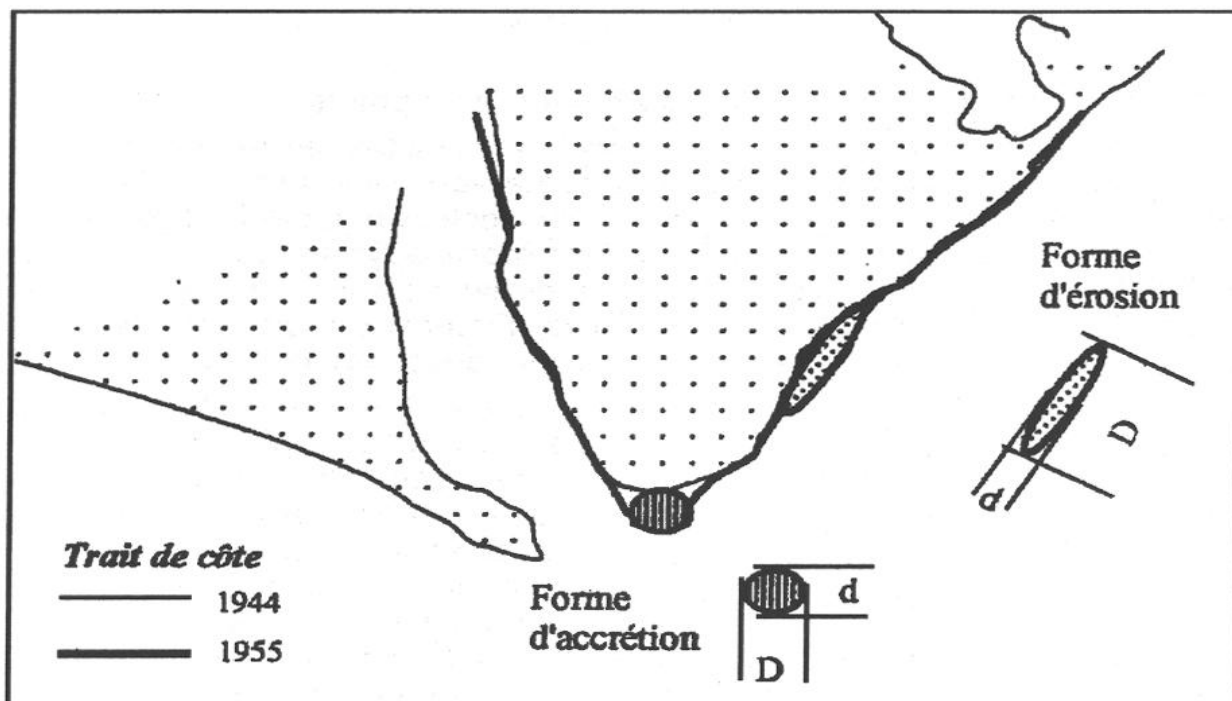 Forme
d'érosion
D
d
Trait de côte
1944
1955
Forme
d'accrétion
d
D